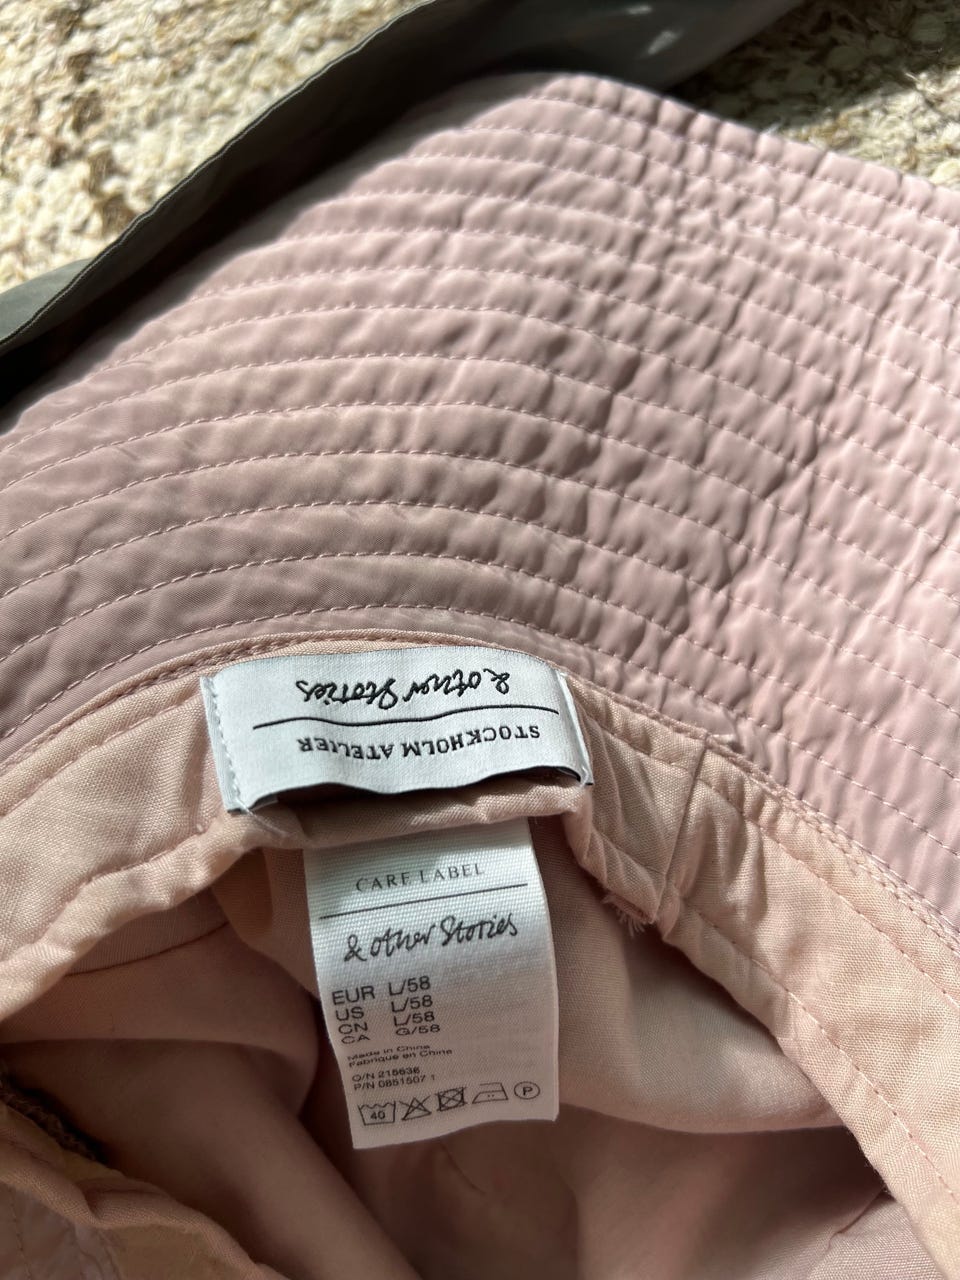 & other Stories
STOCKHOLM ATELIER
CARE LABEL
& other Stories
EUR L/58
US L/58
CN L/58
CA G/58
Made in China
Fabriqué en Chine
O/N 215636
P/N 0851507 1
40
P